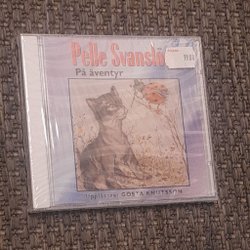 Pelle Svansl
På äventyr
Uppläsare: GÖSTA KNUTSSON